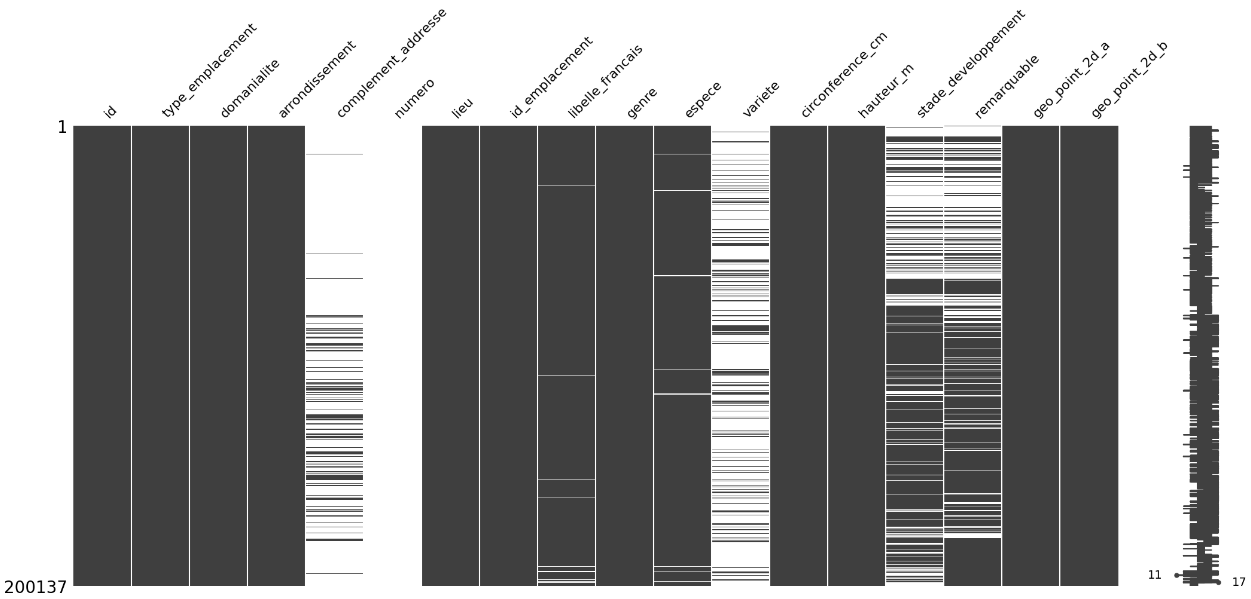 id
type_emplacement
domanialite
arrondissement
complement_addresse
numero
lieu
id_emplacement
libelle_francais
genre
espece
variete
circonference_cm
hauteur_m
stade_developpement
remarquable
geo_point_2d_a
geo_point_2d_b
1
200137
11
17